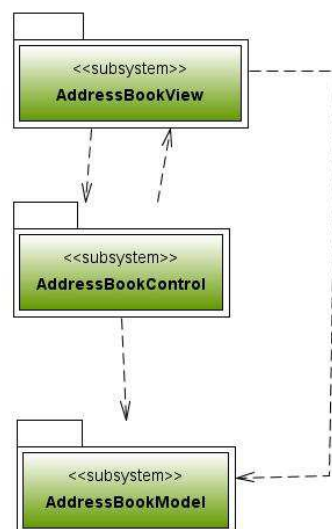 <<subsystem>>
AddressBookView
<<subsystem>>
AddressBookControl
<<subsystem>>
AddressBookModel